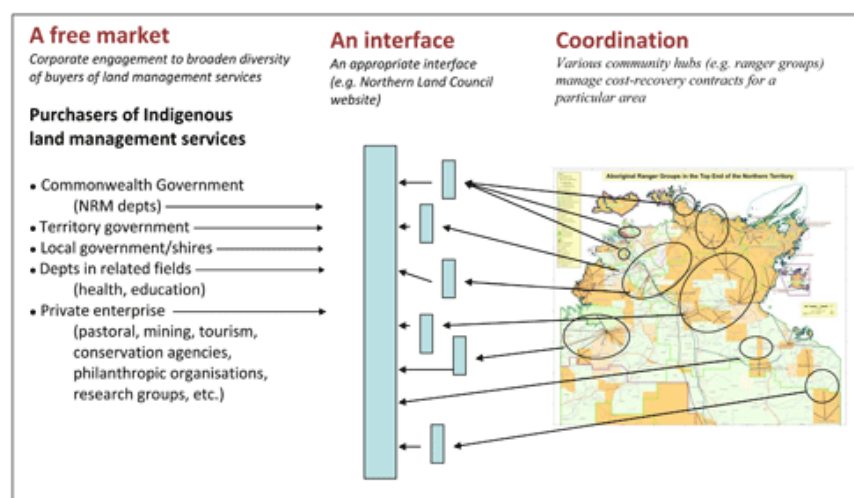 A free market
Corporate engagement to broaden diversity
of buyers of land management services
Purchasers of Indigenous
land management services
• Commonwealth Government
(NRM depts)
• Territory government
• Local government/shires
• Depts in related fields
(health, education)
• Private enterprise
(pastoral, mining, tourism,
conservation agencies,
philanthropic organisations,
research groups, etc.)
An interface
An appropriate interface
(e.g. Northern Land Council
website)
Coordination
Various community hubs (e.g. ranger groups)
manage cost-recovery contracts for a
particular area
Aboriginal Ranger Groups in the Top End of the Northern Territory